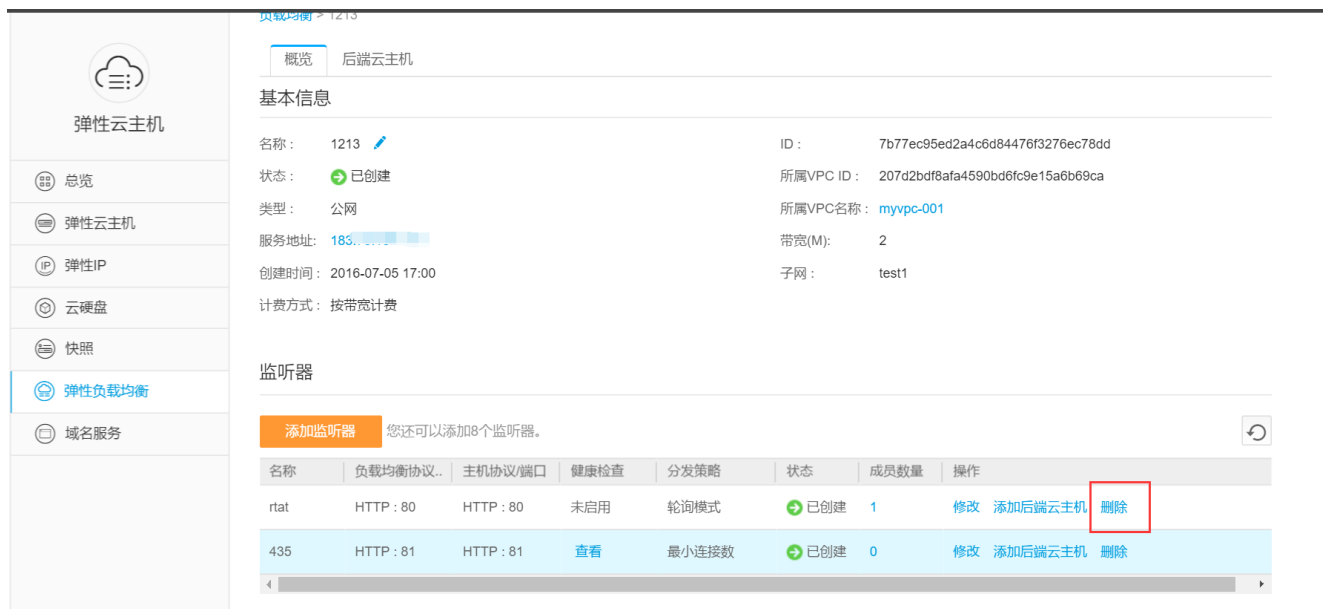 负载均衡 > 1213
弹性云主机
总览
弹性云主机
IP 弹性IP
云硬盘
快照
弹性负载均衡
域名服务
概览 后端云主机
基本信息
名称： 1213
ID： 7b77ec95ed2a4c6d84476f3276ec78dd
状态： 已创建
所属VPC ID： 207d2bdf8afa4590bd6fc9e15a6b69ca
类型： 公网
所属VPC名称： myvpc-001
服务地址: 183.
带宽(M): 2
创建时间： 2016-07-05 17:00
子网： test1
计费方式： 按带宽计费
监听器
添加监听器 您还可以添加8个监听器。
名称 负载均衡协议.. 主机协议/端口 健康检查 分发策略 状态 成员数量 操作
rtat HTTP : 80 HTTP : 80 未启用 轮询模式 已创建 1 修改 添加后端云主机 删除
435 HTTP : 81 HTTP : 81 查看 最小连接数 已创建 0 修改 添加后端云主机 删除